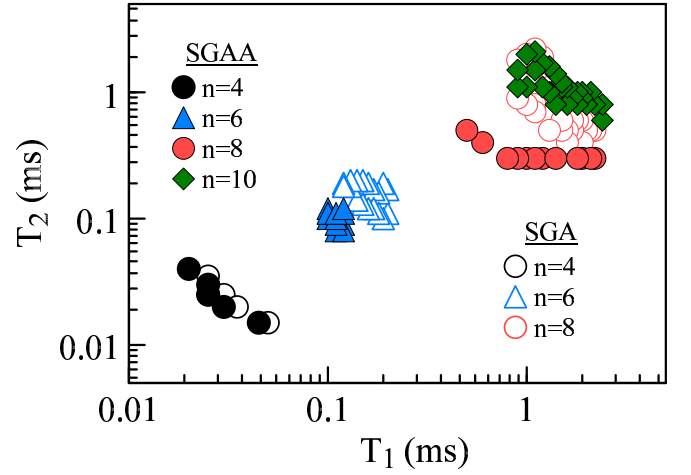 SGAA
n=4
n=6
n=8
n=10
SGA
n=4
n=6
n=8
T2 (ms)
1
0.1
0.01
0.01
0.1
1
T1 (ms)